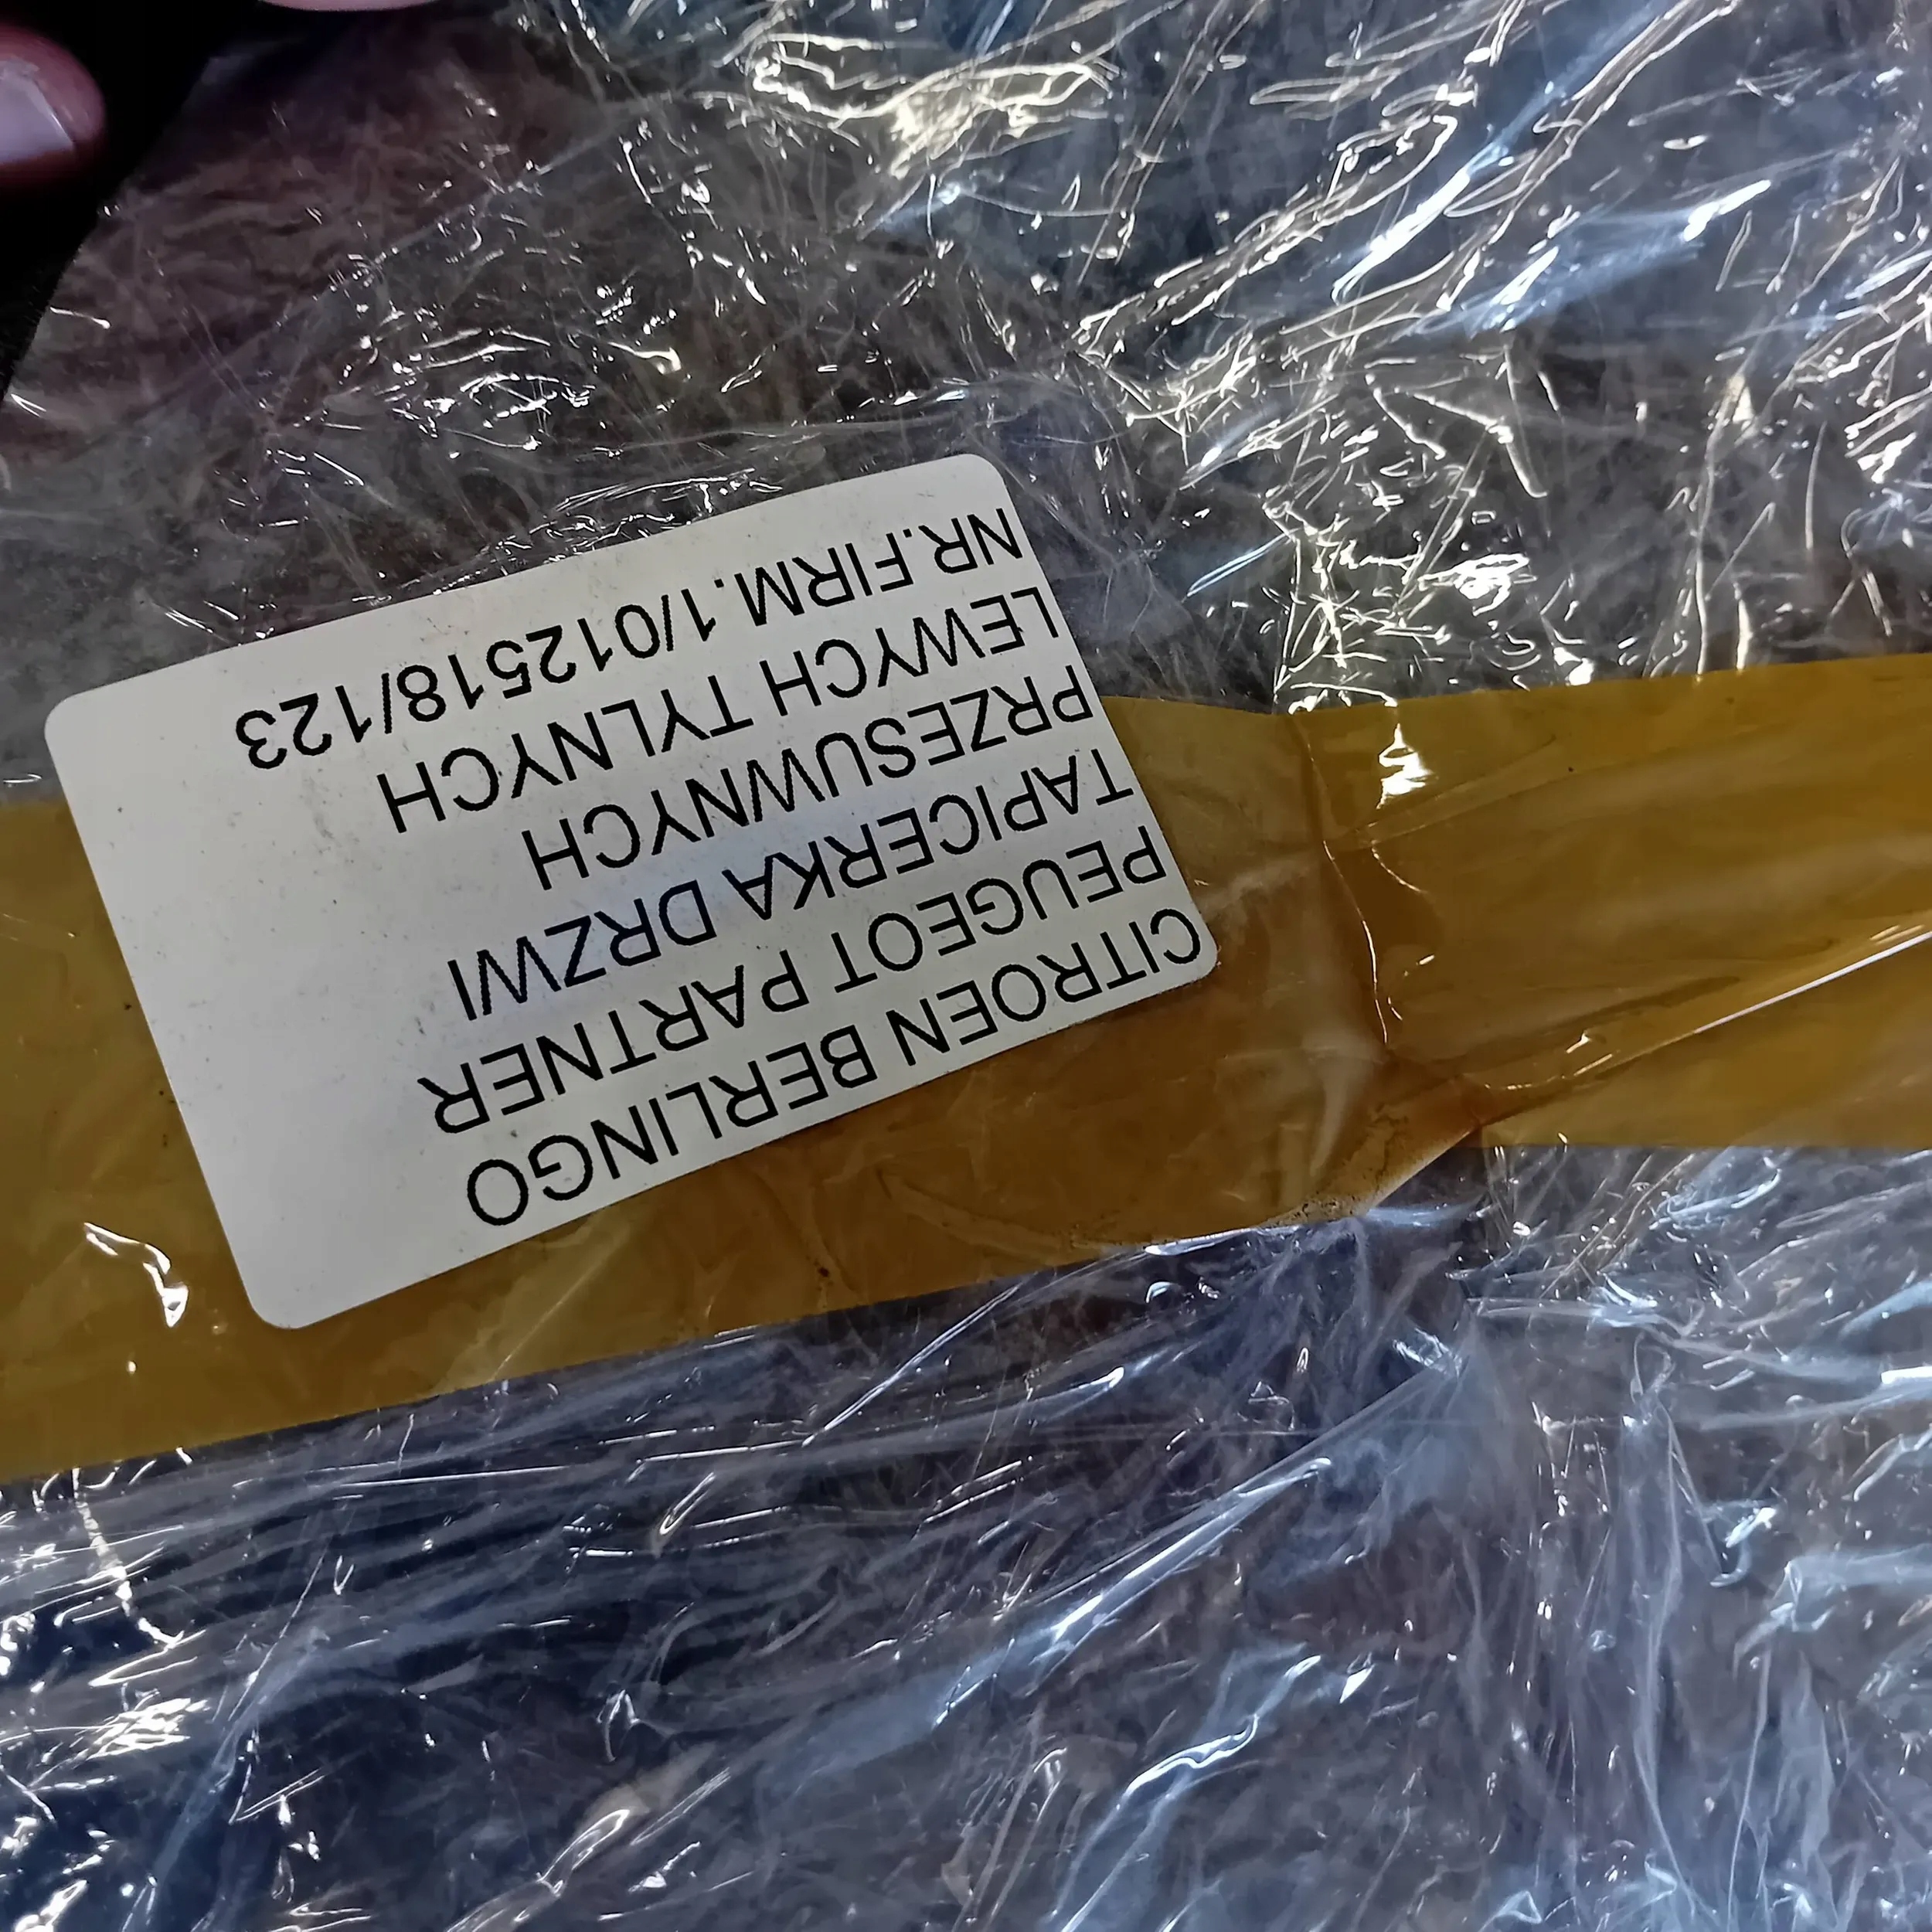 CITROEN BERLINGO
PEUGEOT PARTNER
TAPICERKA DRZWI
PRZESUWNYCH
LEWYCH TYLNYCH
NR.FIRM.1/012518/123